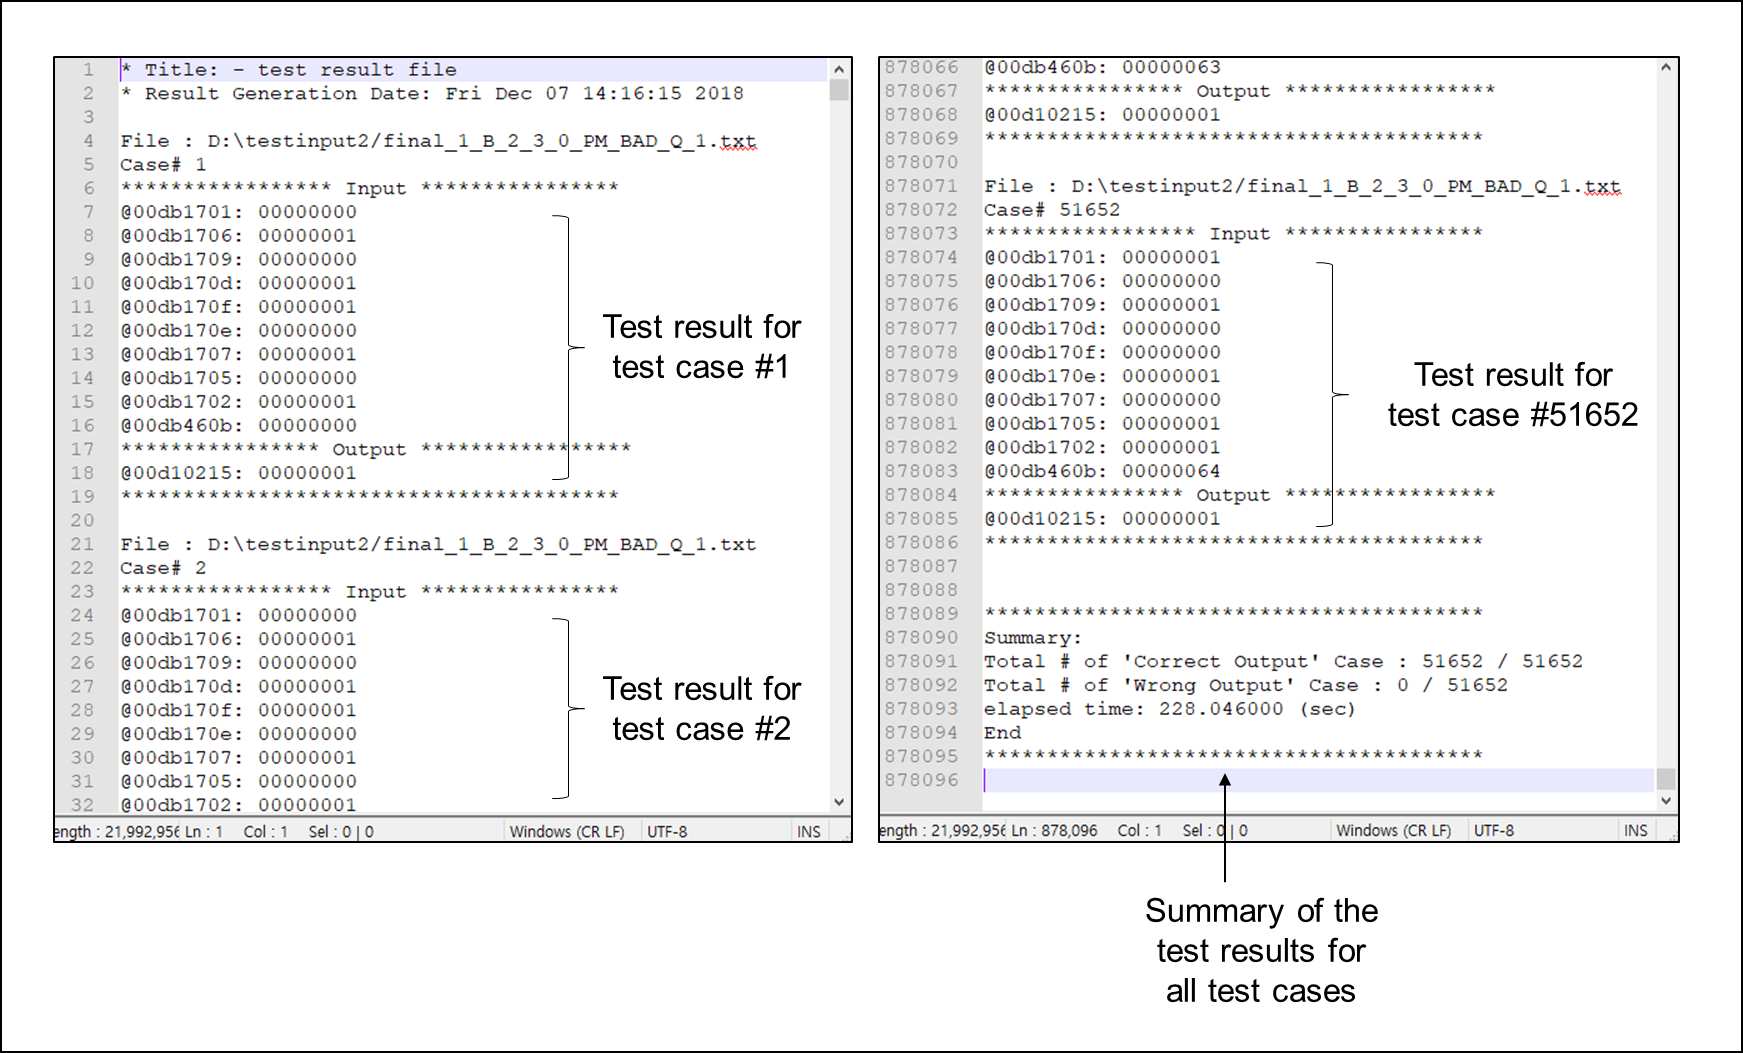 1 * Title: - test result file
2 * Result Generation Date: Fri Dec 07 14:16:15 2018
3
4 File : D:\testinput2/final_1_B_2_3_0_PM_BAD_Q_1.txt
5 Case# 1
6 ***************** Input ****************
7 @00db1701: 00000000
8 @00db1706: 00000001
9 @00db1709: 00000000
10 @00db170d: 00000001
11 @00db170f: 00000001
12 @00db170e: 00000000
13 @00db1707: 00000001
14 @00db1705: 00000000
15 @00db1702: 00000001
16 @00db460b: 00000000
17 **************** Output *****************
18 @00d10215: 00000001
19 ****************************************
20
21 File : D:\testinput2/final_1_B_2_3_0_PM_BAD_Q_1.txt
22 Case# 2
23 ***************** Input ****************
24 @00db1701: 00000000
25 @00db1706: 00000001
26 @00db1709: 00000000
27 @00db170d: 00000001
28 @00db170f: 00000001
29 @00db170e: 00000000
30 @00db1707: 00000001
31 @00db1705: 00000000
32 @00db1702: 00000001
Test result for
test case #1
Test result for
test case #2
ength : 21,992,956 Ln : 1 Col : 1 Sel : 0 | 0 Windows (CR LF) UTF-8 INS
878066 @00db460b: 00000063
878067 **************** Output *****************
878068 @00d10215: 00000001
878069 ****************************************
878070
878071 File : D:\testinput2/final_1_B_2_3_0_PM_BAD_Q_1.txt
878072 Case# 51652
878073 ***************** Input ****************
878074 @00db1701: 00000001
878075 @00db1706: 00000000
878076 @00db1709: 00000001
878077 @00db170d: 00000000
878078 @00db170f: 00000000
878079 @00db170e: 00000001
878080 @00db1707: 00000000
878081 @00db1705: 00000001
878082 @00db1702: 00000001
878083 @00db460b: 00000064
878084 **************** Output *****************
878085 @00d10215: 00000001
878086 ****************************************
878087
878088
878089 ****************************************
878090 Summary:
878091 Total # of 'Correct Output' Case : 51652 / 51652
878092 Total # of 'Wrong Output' Case : 0 / 51652
878093 elapsed time: 228.046000 (sec)
878094 End
878095 ****************************************
878096
Test result for
test case #51652
ength : 21,992,956 Ln : 878,096 Col : 1 Sel : 0 | 0 Windows (CR LF) UTF-8 INS
Summary of the
test results for
all test cases